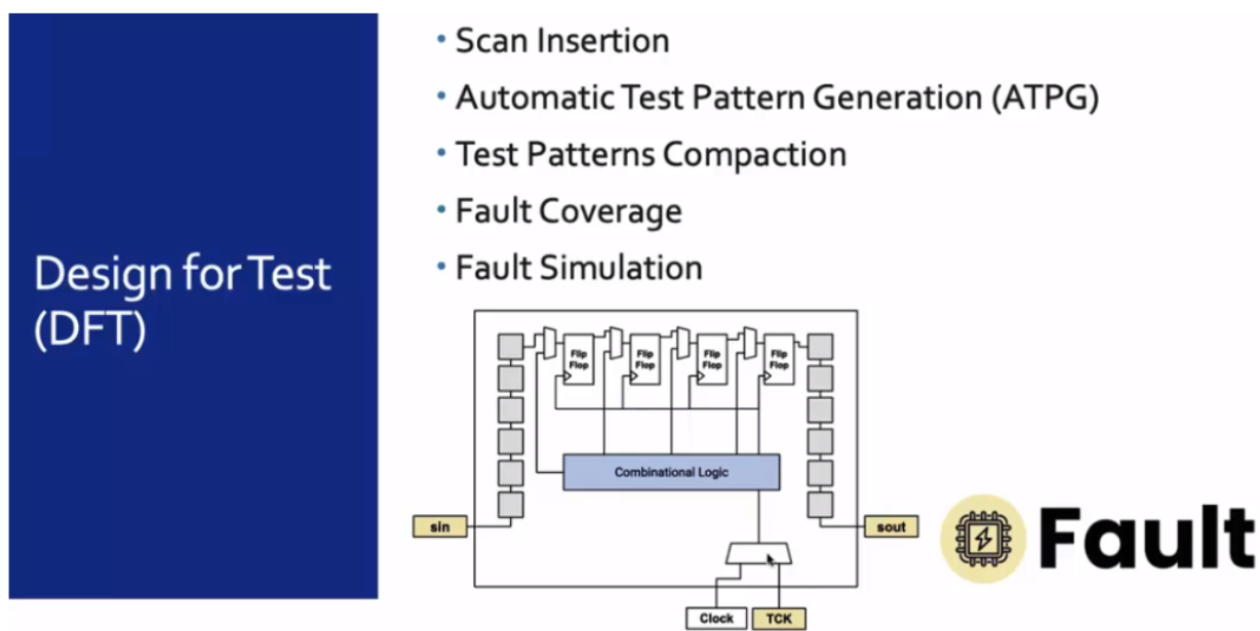 Design for Test
(DFT)
• Scan Insertion
• Automatic Test Pattern Generation (ATPG)
• Test Patterns Compaction
• Fault Coverage
• Fault Simulation
Flip
Flop
Flip
Flop
Flip
Flop
Flip
Flop
Combinational Logic
sin
sout
Clock
TCK
Fault